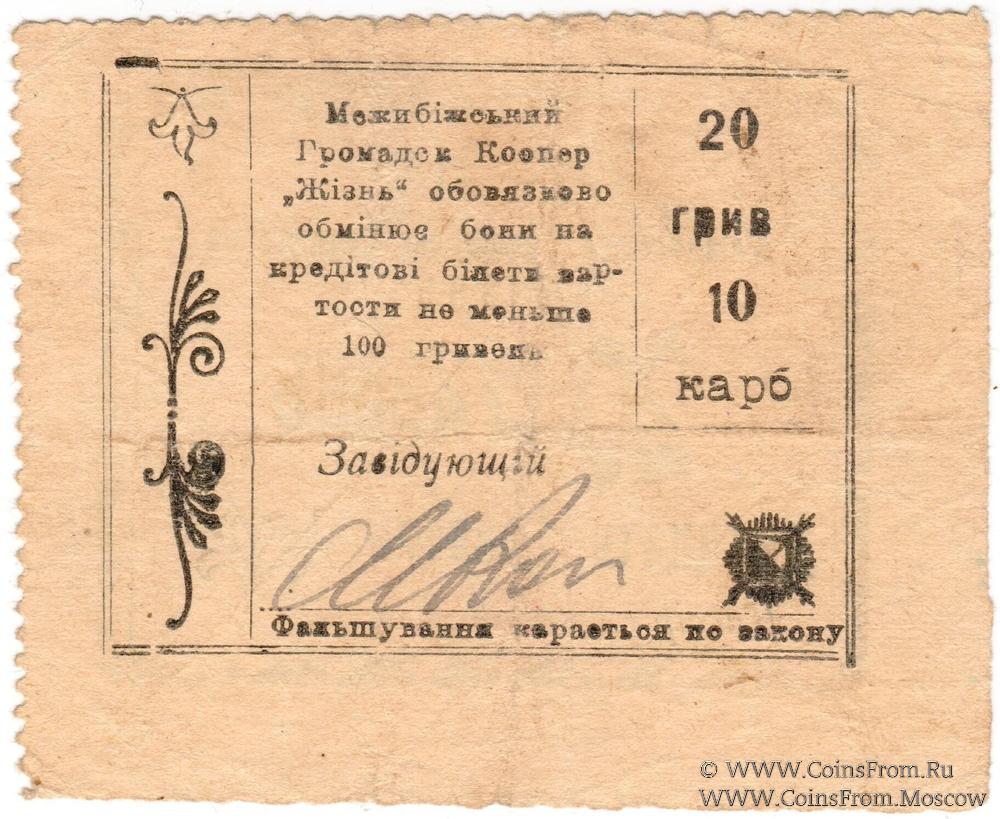 Межибіжський
Громадск Коопер
„Жізнь“ обовязково
обмінює бони на
кредітові білети вар-
тости не меньше
100 гривень
20
грив
10
карб
Завідующій
Фальшування карається по закону
© WWW.CoinsFrom.Ru
WWW.CoinsFrom.Moscow